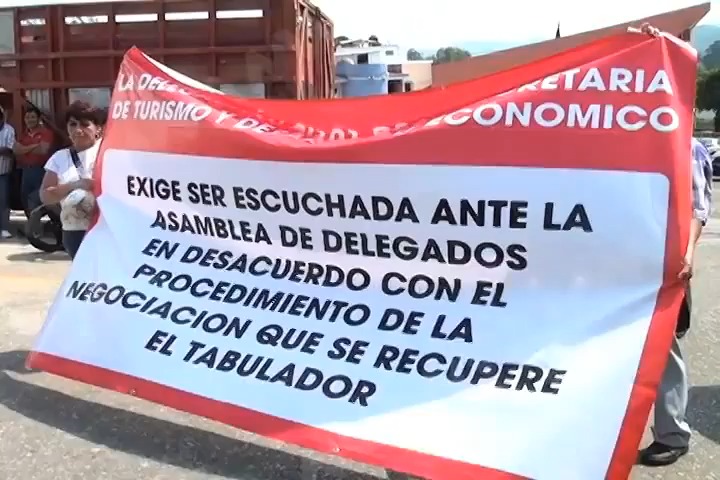 LA DE
ETARIA
DE TURISMO Y DE ECONOMICO
EXIGE SER ESCUCHADA ANTE LA
ASAMBLEA DE DELEGADOS
EN DESACUERDO CON EL
PROCEDIMIENTO DE LA
NEGOCIACION QUE SE RECUPERE
EL TABULADOR